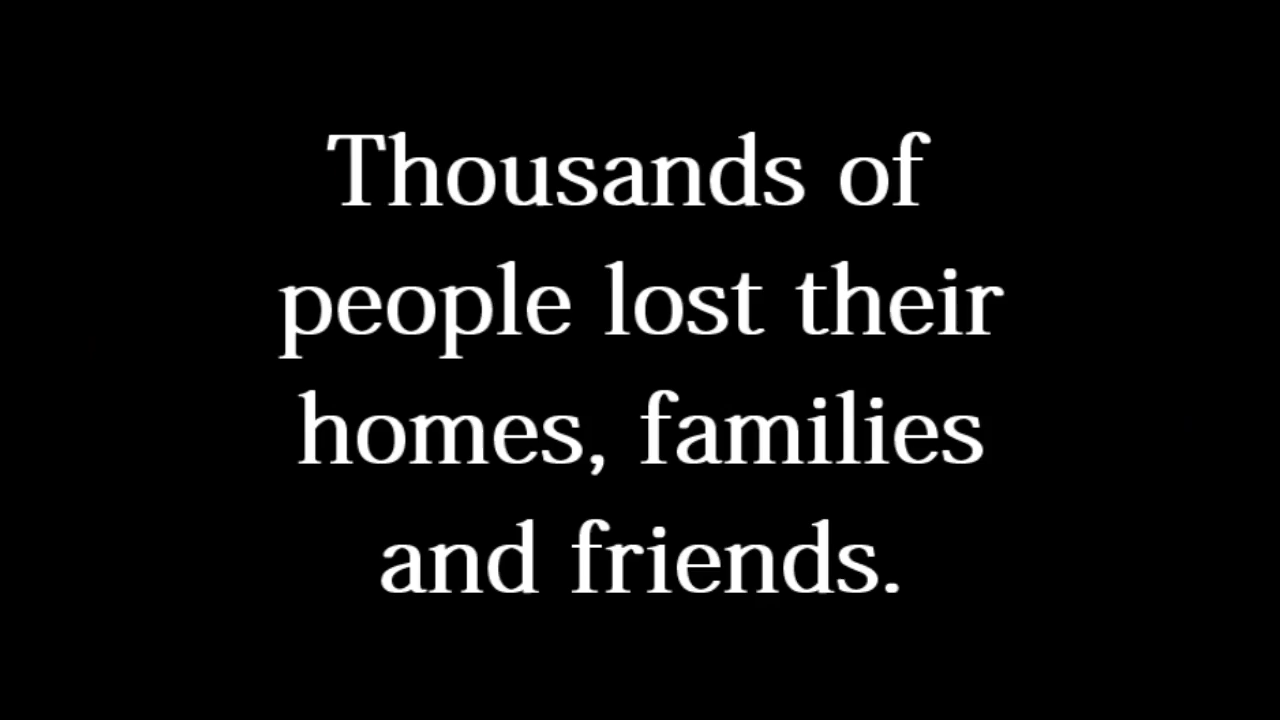 Thousands of
people lost their
homes, families
and friends.